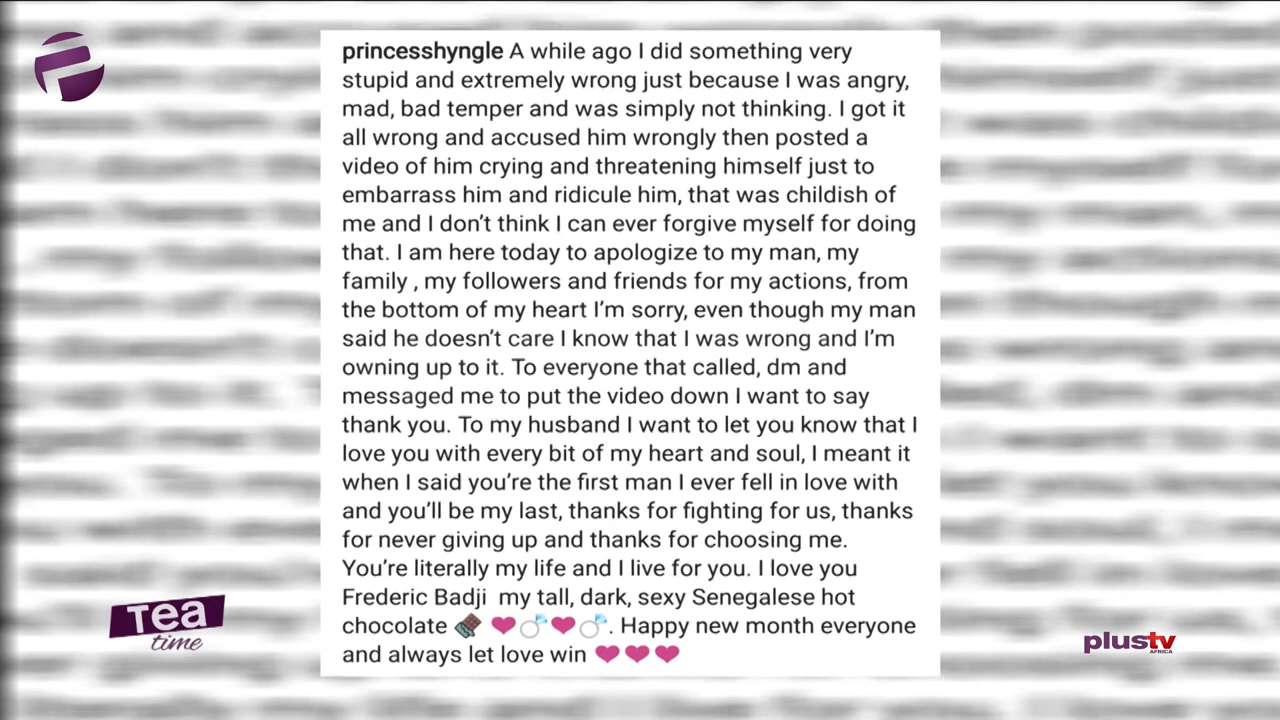 princesshyngle A while ago I did something very
stupid and extremely wrong just because I was angry,
mad, bad temper and was simply not thinking. I got it
all wrong and accused him wrongly then posted a
video of him crying and threatening himself just to
embarrass him and ridicule him, that was childish of
me and I don't think I can ever forgive myself for doing
that. I am here today to apologize to my man, my
family , my followers and friends for my actions, from
the bottom of my heart I'm sorry, even though my man
said he doesn't care I know that I was wrong and I'm
owning up to it. To everyone that called, dm and
messaged me to put the video down I want to say
thank you. To my husband I want to let you know that I
love you with every bit of my heart and soul, I meant it
when I said you're the first man I ever fell in love with
and you'll be my last, thanks for fighting for us, thanks
for never giving up and thanks for choosing me.
You're literally my life and I live for you. I love you
Frederic Badji  my tall, dark, sexy Senegalese hot
chocolate 🍫 ❤💍❤💍. Happy new month everyone
and always let love win ❤ ❤ ❤
Tea
time
plustv
AFRICA